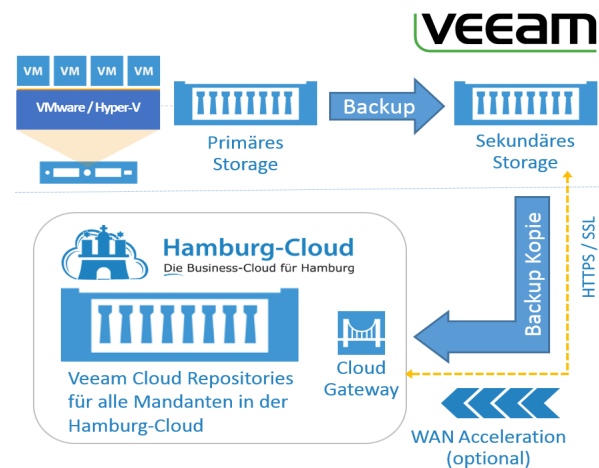 veeam
VM VM VM VM
VMware / Hyper-V
Primäres
Storage
Backup
Sekundäres
Storage
HTTPS / SSL
Backup Kopie
Hamburg-Cloud
Die Business-Cloud für Hamburg
Veeam Cloud Repositories
für alle Mandanten in der
Hamburg-Cloud
Cloud
Gateway
WAN Acceleration
(optional)